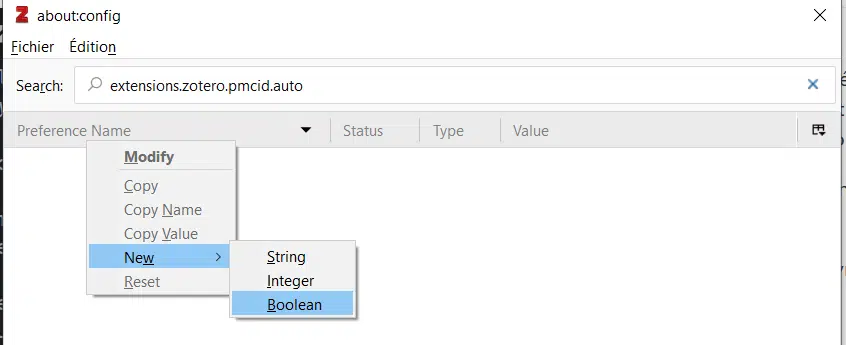 Z about:config
Fichier Édition
Search: extensions.zotero.pmcid.auto
Preference Name Status Type Value
Modify
Copy
Copy Name
Copy Value
New
Reset
String
Integer
Boolean